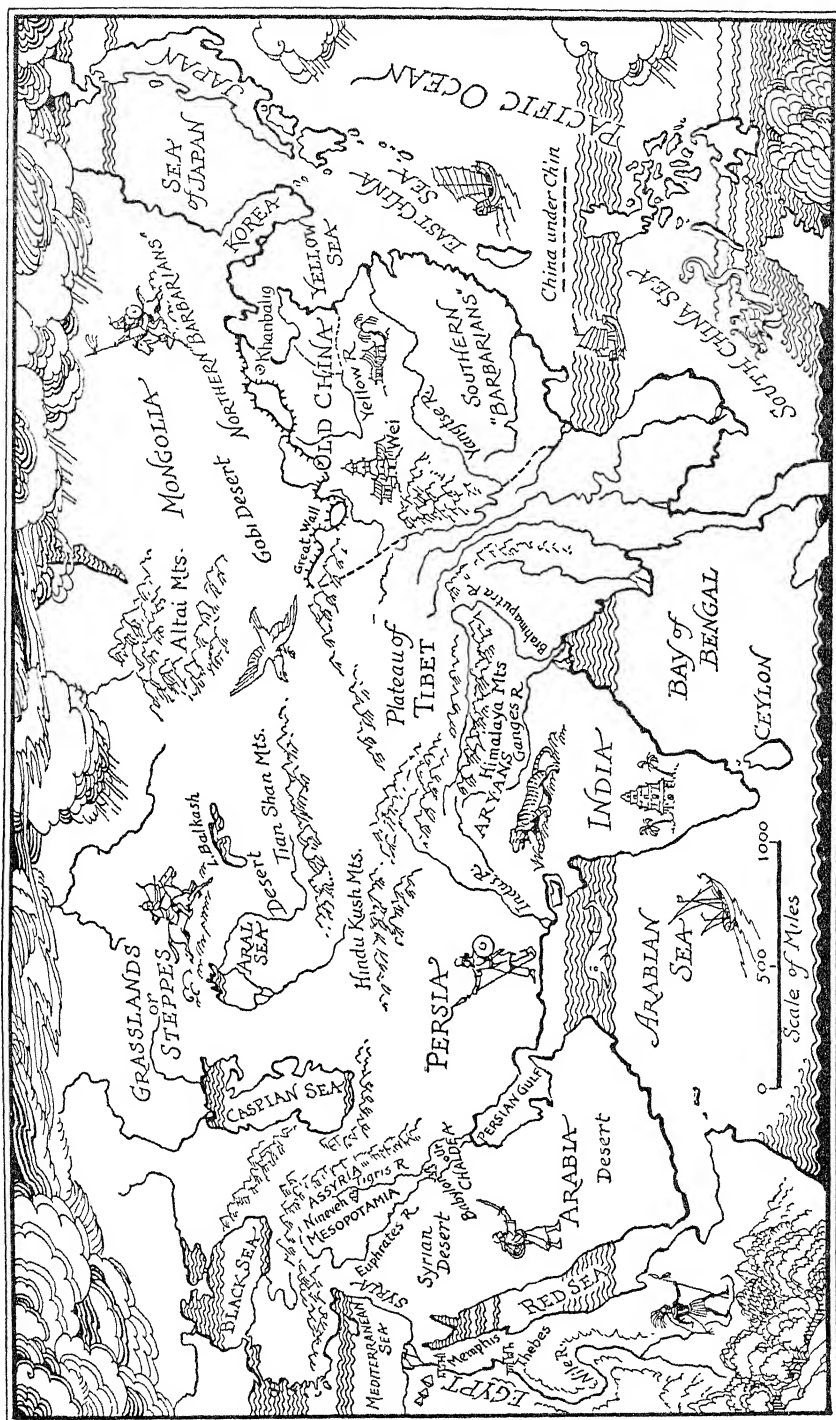 GRASSLANDS
or
STEPPES
Altai Mts.
MONGOLIA
NORTHERN "BARBARIANS"
SEA
of JAPAN
JAPAN
BLACK SEA
CASPIAN SEA
ARAL
SEA
L. Balkash
Desert
Tian Shan Mts.
Gobi Desert
Great Wall
Khanbalig
KOREA
OLD CHINA
Yellow R
YELLOW
SEA
Wei
ASSYRIA
Nineveh
Tigris R
MESOPOTAMIA
Euphrates R
SYRIA
MEDITERRANEAN
SEA
Syrian
Desert
Babylon
Ur
CHALDEA
Hindu Kush Mts.
PERSIA
PERSIAN GULF
Plateau of
TIBET
Himalaya Mts
ARYANS
Ganges R
Indus R.
Brahmaputra R.
Yangtse R.
SOUTHERN
"BARBARIANS"
EAST CHINA
SEA
PACIFIC OCEAN
China under Ch'in
EGYPT
Memphis
Thebes
Nile R.
RED SEA
ARABIA
Desert
INDIA
ARABIAN
SEA
BAY of
BENGAL
CEYLON
SOUTH CHINA SEA
0 500 1000
Scale of Miles